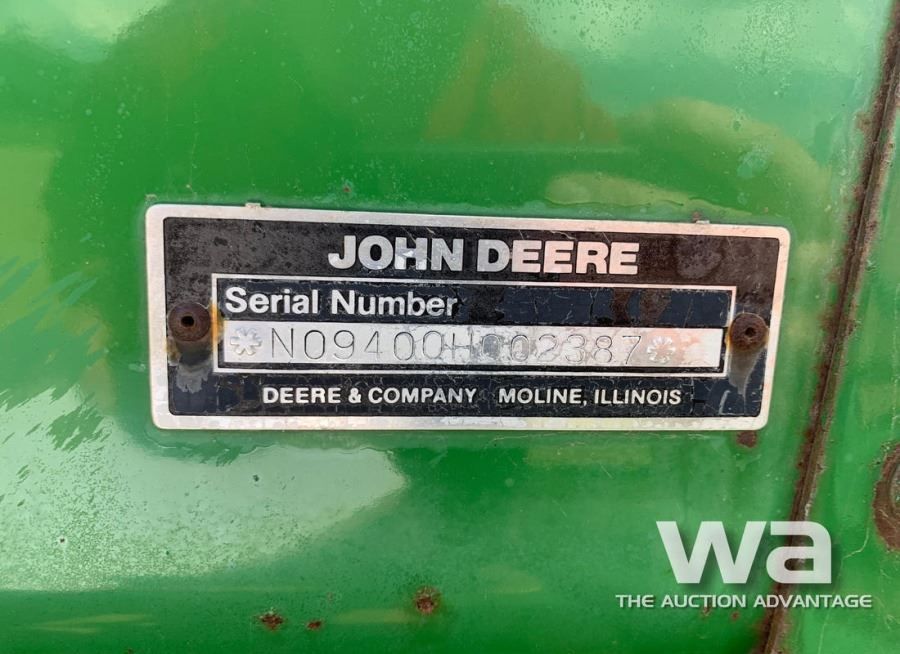 JOHN DEERE
Serial Number
*N09400H002387*
DEERE & COMPANY MOLINE, ILLINOIS
wa
THE AUCTION ADVANTAGE